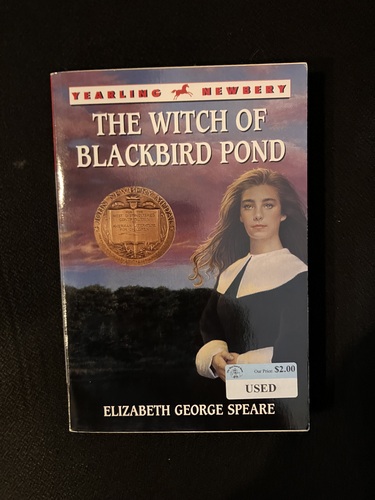 YEARLING NEWBERY
THE WITCH OF
BLACKBIRD POND
Our Price $2.00
USED
ELIZABETH GEORGE SPEARE